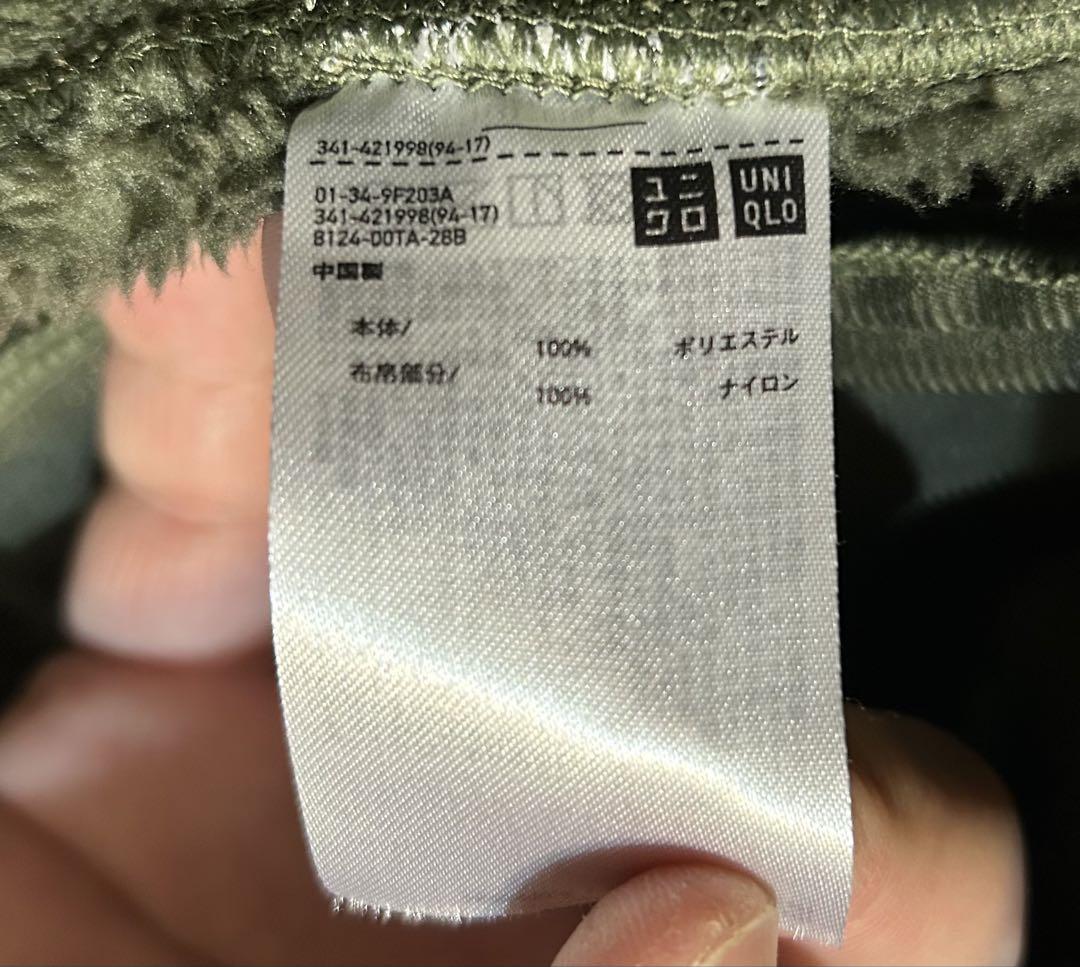 341-421998(94-17)
01-34-9F203A
341-421998(94-17)
8124-00TA-28B
ユニ
クロ
UNI
QLO
中国製
本体/
100% ポリエステル
布帛部分/
100% ナイロン